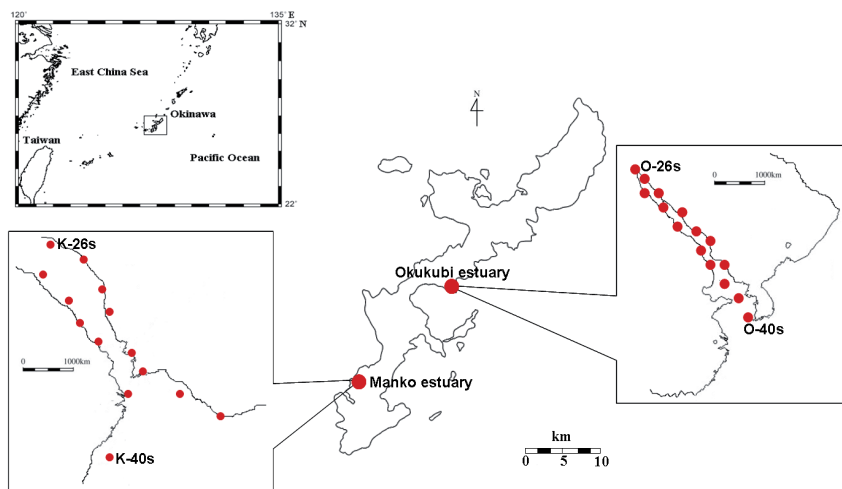 120° 135° E
32° N
East China Sea
Okinawa
Taiwan
Pacific Ocean
22°
N
O-26s
0 1000km
O-40s
K-26s
0 1000km
K-40s
Okukubi estuary
Manko estuary
km
0 5 10